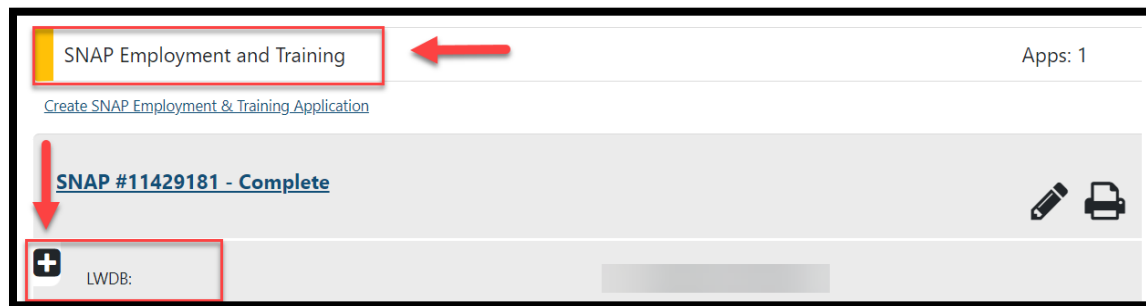 SNAP Employment and Training
Apps: 1
Create SNAP Employment & Training Application
SNAP #11429181 - Complete
LWDB: